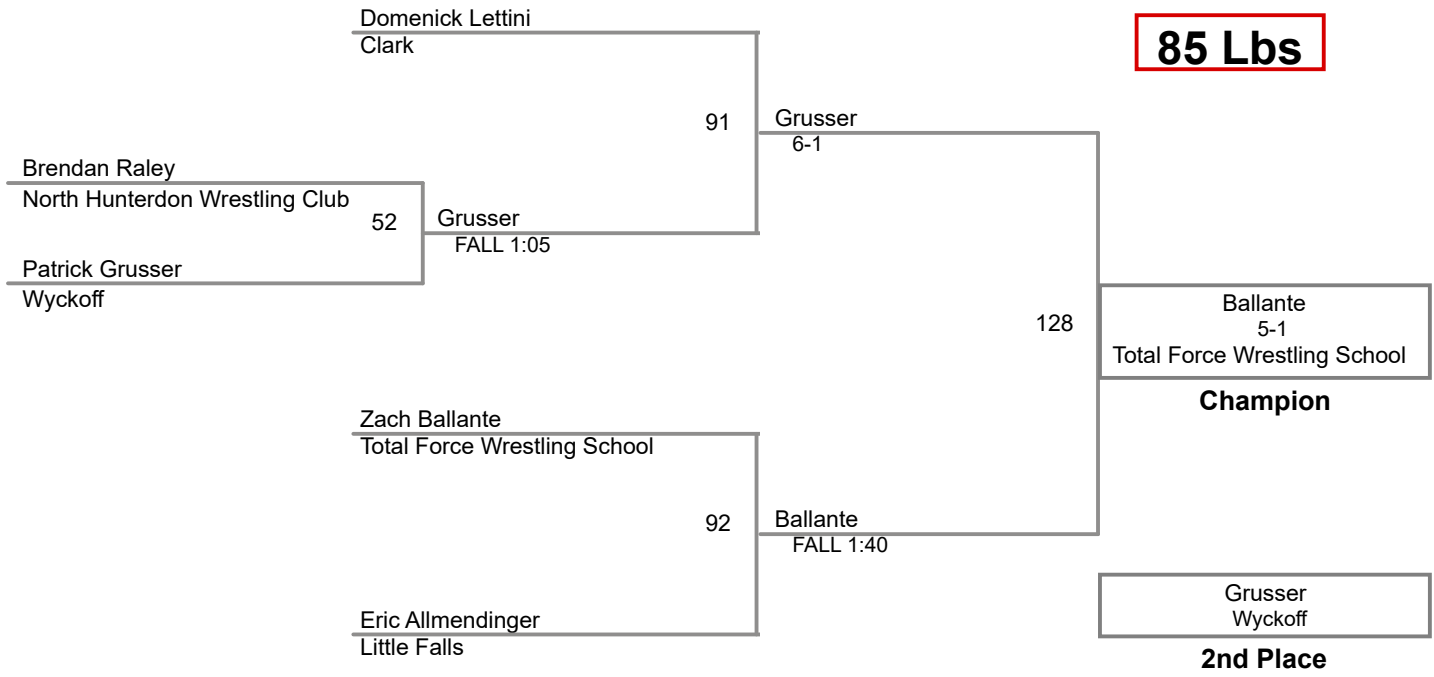 Domenick Lettini
Clark
85 Lbs
91
Grusser
6-1
Brendan Raley
North Hunterdon Wrestling Club
52
Grusser
FALL 1:05
Patrick Grusser
Wyckoff
128
Ballante
5-1
Total Force Wrestling School
Champion
Zach Ballante
Total Force Wrestling School
92
Ballante
FALL 1:40
Eric Allmendinger
Little Falls
Grusser
Wyckoff
2nd Place